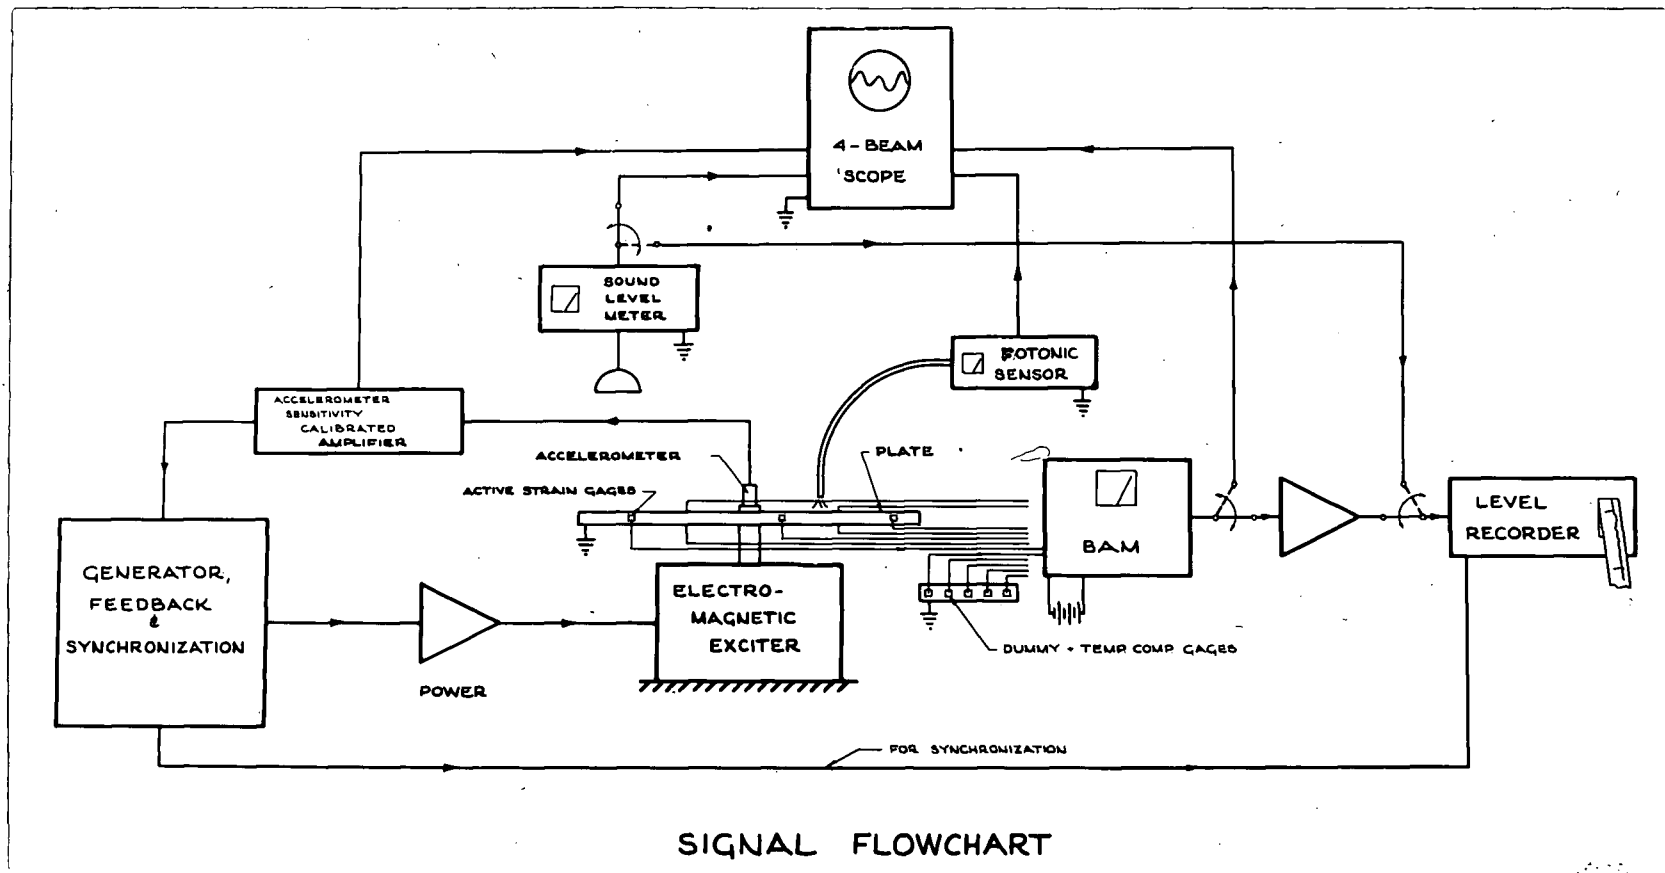 4-BEAM
'SCOPE
SOUND
LEVEL
METER
FOTONIC
SENSOR
ACCELEROMETER
SENSITIVITY
CALIBRATED
AMPLIFIER
ACCELEROMETER
PLATE
ACTIVE STRAIN GAGES
BAM
LEVEL
RECORDER
GENERATOR,
FEEDBACK
&
SYNCHRONIZATION
ELECTRO-
MAGNETIC
EXCITER
POWER
DUMMY + TEMP. COMP. GAGES
FOR SYNCHRONIZATION
SIGNAL FLOWCHART